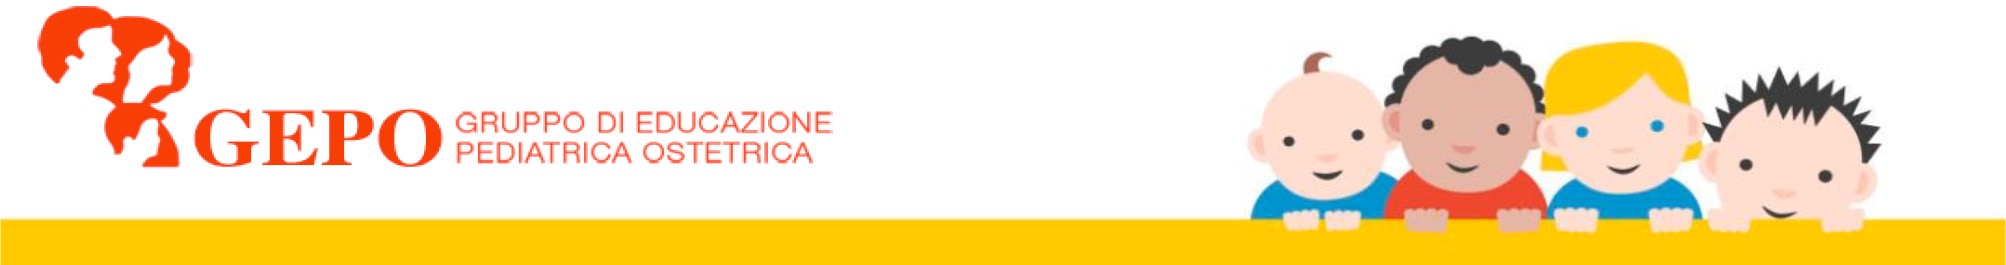 GEPO
GRUPPO DI EDUCAZIONE
PEDIATRICA OSTETRICA